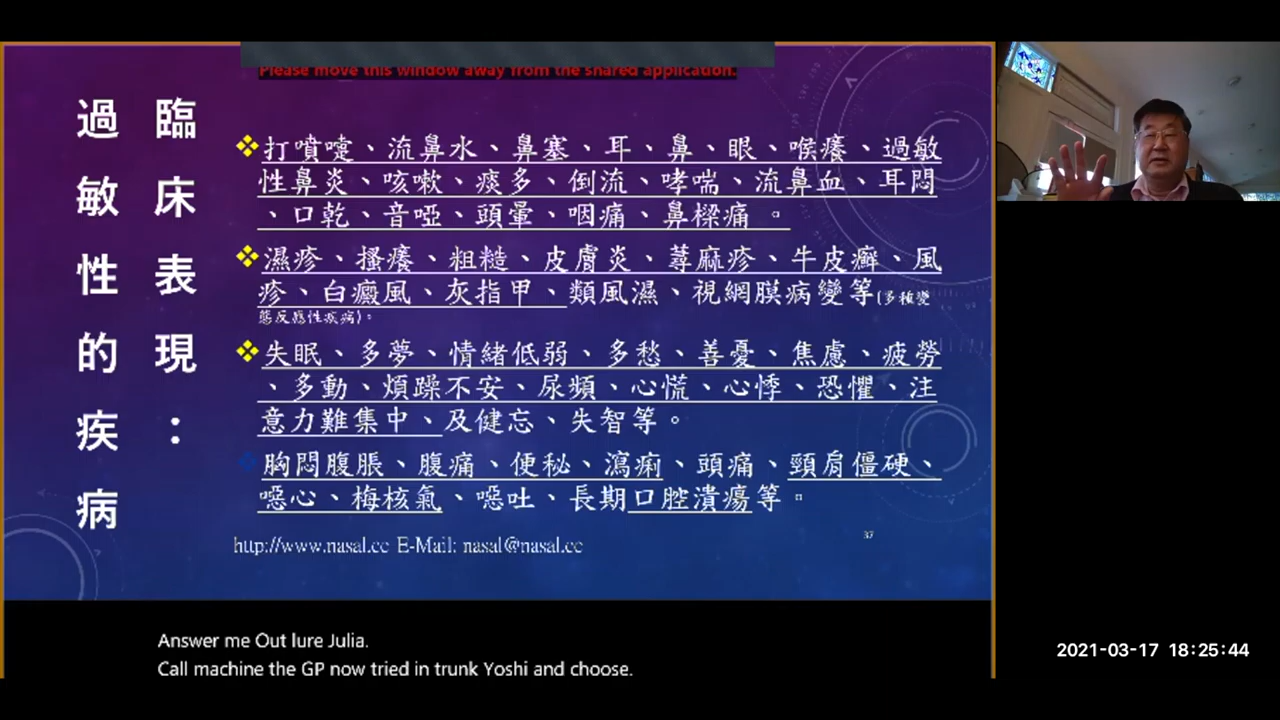 Please move this window away from the shared application.
過敏性的疾病
臨床表現：
打噴嚏、流鼻水、鼻塞、耳、鼻、眼、喉癢、過敏
性鼻炎、咳嗽、痰多、倒流、哮喘、流鼻血、耳悶
、口乾、音啞、頭暈、咽痛、鼻樑痛 。
濕疹、搔癢、粗糙、皮膚炎、蕁麻疹、牛皮癬、風
疹、白癜風、灰指甲、類風濕、視網膜病變等(多種變
態反應性疾病)。
失眠、多夢、情緒低弱、多愁、善憂、焦慮、疲勞
、多動、煩躁不安、尿頻、心慌、心悸、恐懼、注
意力難集中、及健忘、失智等。
胸悶腹脹、腹痛、便秘、瀉痢、頭痛、頸肩僵硬、
噁心、梅核氣、噁吐、長期口腔潰瘍等。
http://www.nasal.cc E-Mail: nasal@nasal.cc
37
Answer me Out lure Julia.
Call machine the GP now tried in trunk Yoshi and choose.
2021-03-17 18:25:44